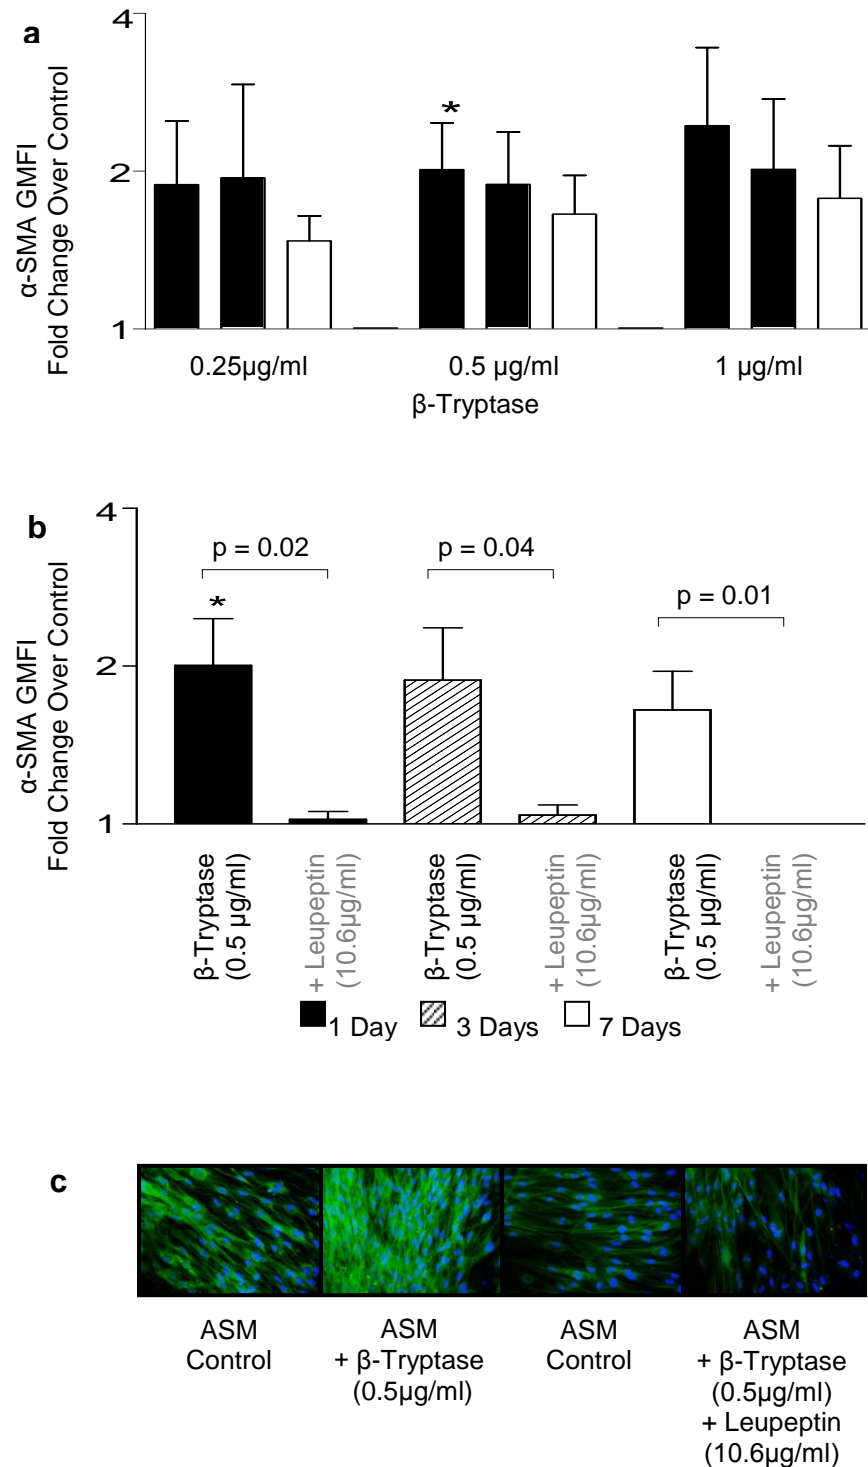 a
α-SMA GMFI
Fold Change Over Control
4
2
1
*
0.25µg/ml
0.5 µg/ml
1 µg/ml
β-Tryptase
b
α-SMA GMFI
Fold Change Over Control
4
2
1
p = 0.02
p = 0.04
p = 0.01
*
β-Tryptase
(0.5 µg/ml)
+ Leupeptin
(10.6µg/ml)
β-Tryptase
(0.5 µg/ml)
+ Leupeptin
(10.6µg/ml)
β-Tryptase
(0.5 µg/ml)
+ Leupeptin
(10.6µg/ml)
1 Day
3 Days
7 Days
c
ASM
Control
ASM
+ β-Tryptase
(0.5µg/ml)
ASM
Control
ASM
+ β-Tryptase
(0.5µg/ml)
+ Leupeptin
(10.6µg/ml)